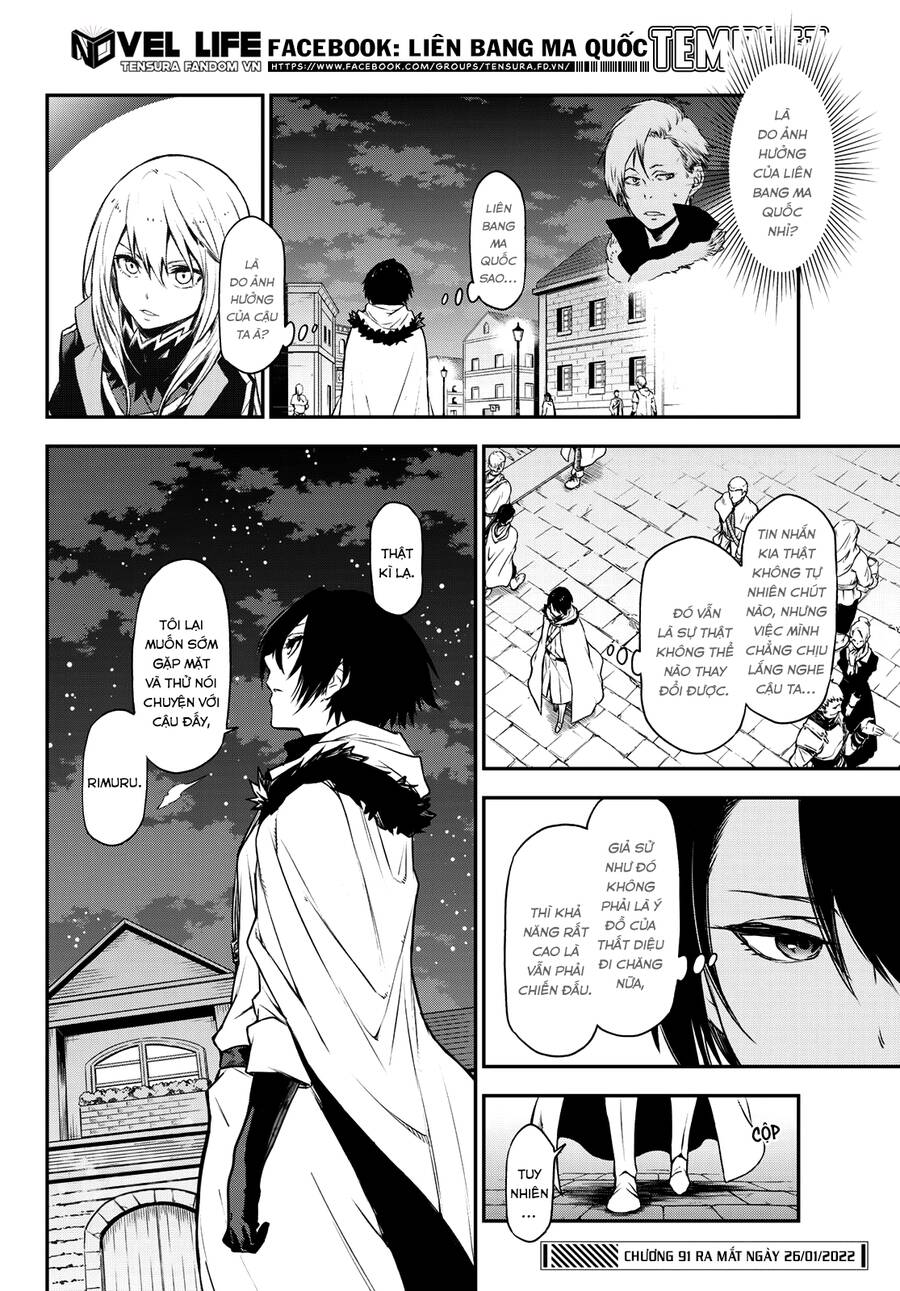 NOVEL LIFE
TENSURA FANDOM VN
FACEBOOK: LIÊN BANG MA QUỐC
HTTPS://WWW.FACEBOOK.COM/GROUPS/TENSURA.FD.VN/
LÀ
DO ẢNH
HƯỞNG
CỦA LIÊN
BANG MA
QUỐC
NHỈ?
LIÊN
BANG MA
QUỐC
SAO...
LÀ
DO ẢNH
HƯỞNG
CỦA CẬU
TA À?
TIN NHẮN
KIA THẬT
KHÔNG TỰ
NHIÊN CHÚT
NÀO, NHƯNG
VIỆC MÌNH
CHẲNG CHỊU
LẮNG NGHE
CẬU TA...
ĐÓ VẪN
LÀ SỰ THẬT
KHÔNG THỂ
NÀO THAY
ĐỔI ĐƯỢC.
GIẢ SỬ
NHƯ ĐÓ
KHÔNG
PHẢI LÀ Ý
ĐỒ CỦA
THẤT DIỆU
ĐI CHĂNG
NỮA,
THÌ KHẢ
NĂNG RẤT
CAO LÀ
VẪN PHẢI
CHIẾN ĐẤU.
CỘP
TUY
NHIÊN
...
THẬT
KÌ LẠ.
TÔI LẠI
MUỐN SỚM
GẶP MẶT
VÀ THỬ NÓI
CHUYỆN VỚI
CẬU ĐẤY,
RIMURU.
CHƯƠNG 91 RA MẮT NGÀY 26/01/2022